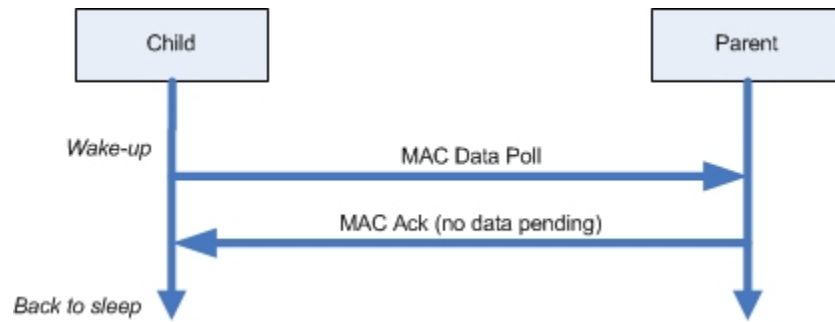 Child
Parent
Wake-up
MAC Data Poll
MAC Ack (no data pending)
Back to sleep